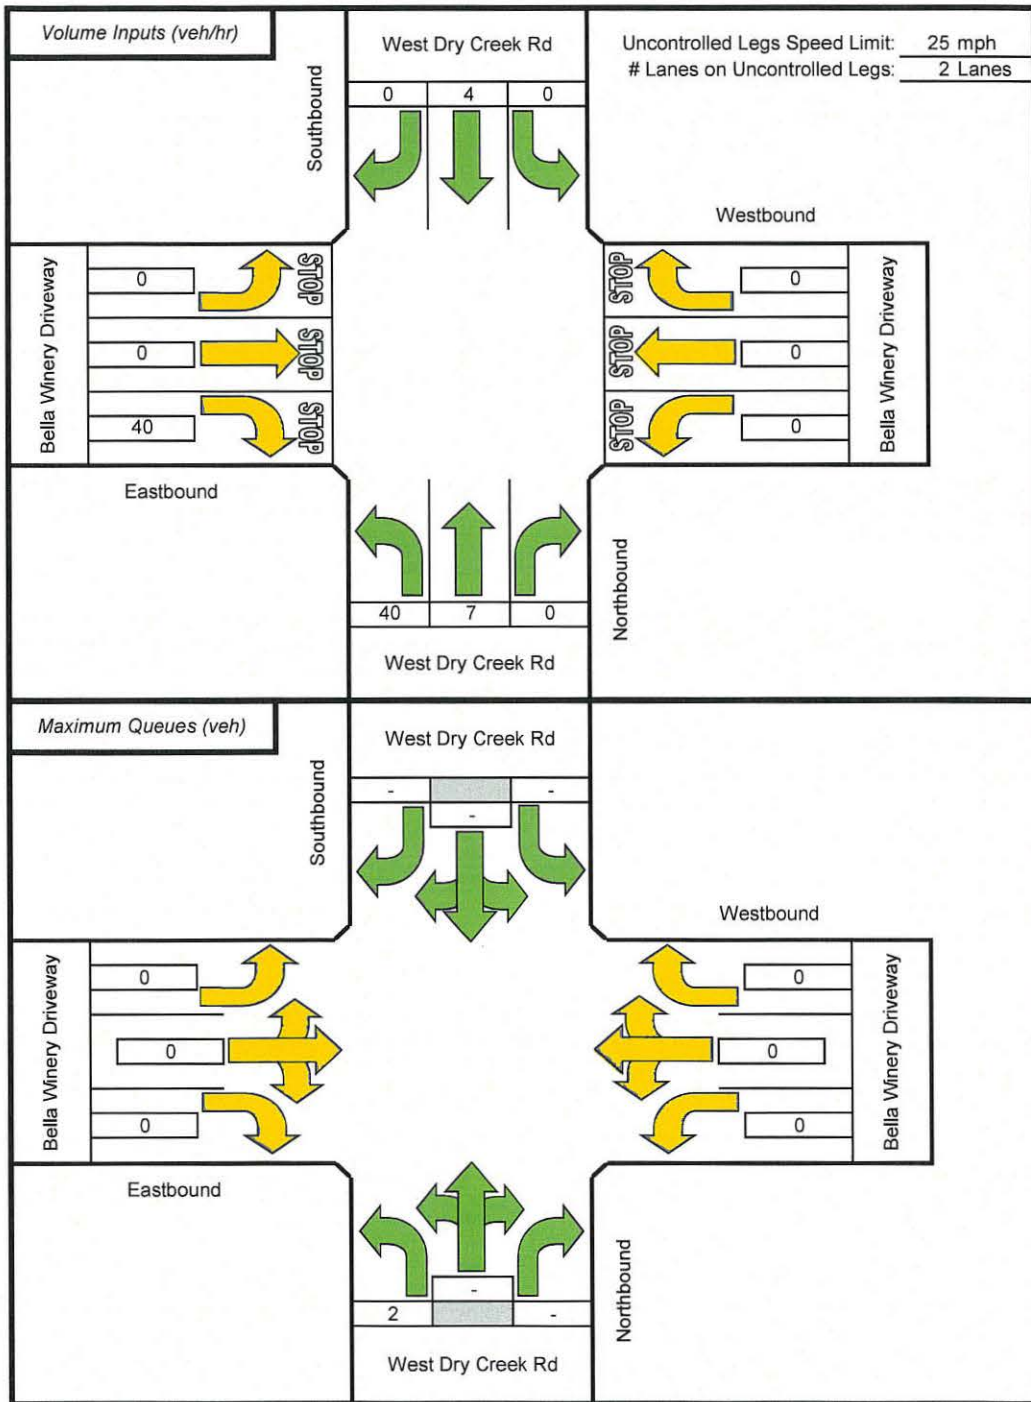 Volume Inputs (veh/hr)
West Dry Creek Rd
Uncontrolled Legs Speed Limit: 25 mph
# Lanes on Uncontrolled Legs: 2 Lanes
0 4 0
Southbound
Westbound
Bella Winery Driveway
0 STOP
0 STOP
40 STOP
STOP 0
STOP 0
STOP 0
Bella Winery Driveway
Eastbound
Northbound
40 7 0
West Dry Creek Rd
Maximum Queues (veh)
West Dry Creek Rd
- -
-
Southbound
Westbound
Bella Winery Driveway
0 0
0 0
0 0
Bella Winery Driveway
Eastbound
Northbound
-
2 -
West Dry Creek Rd